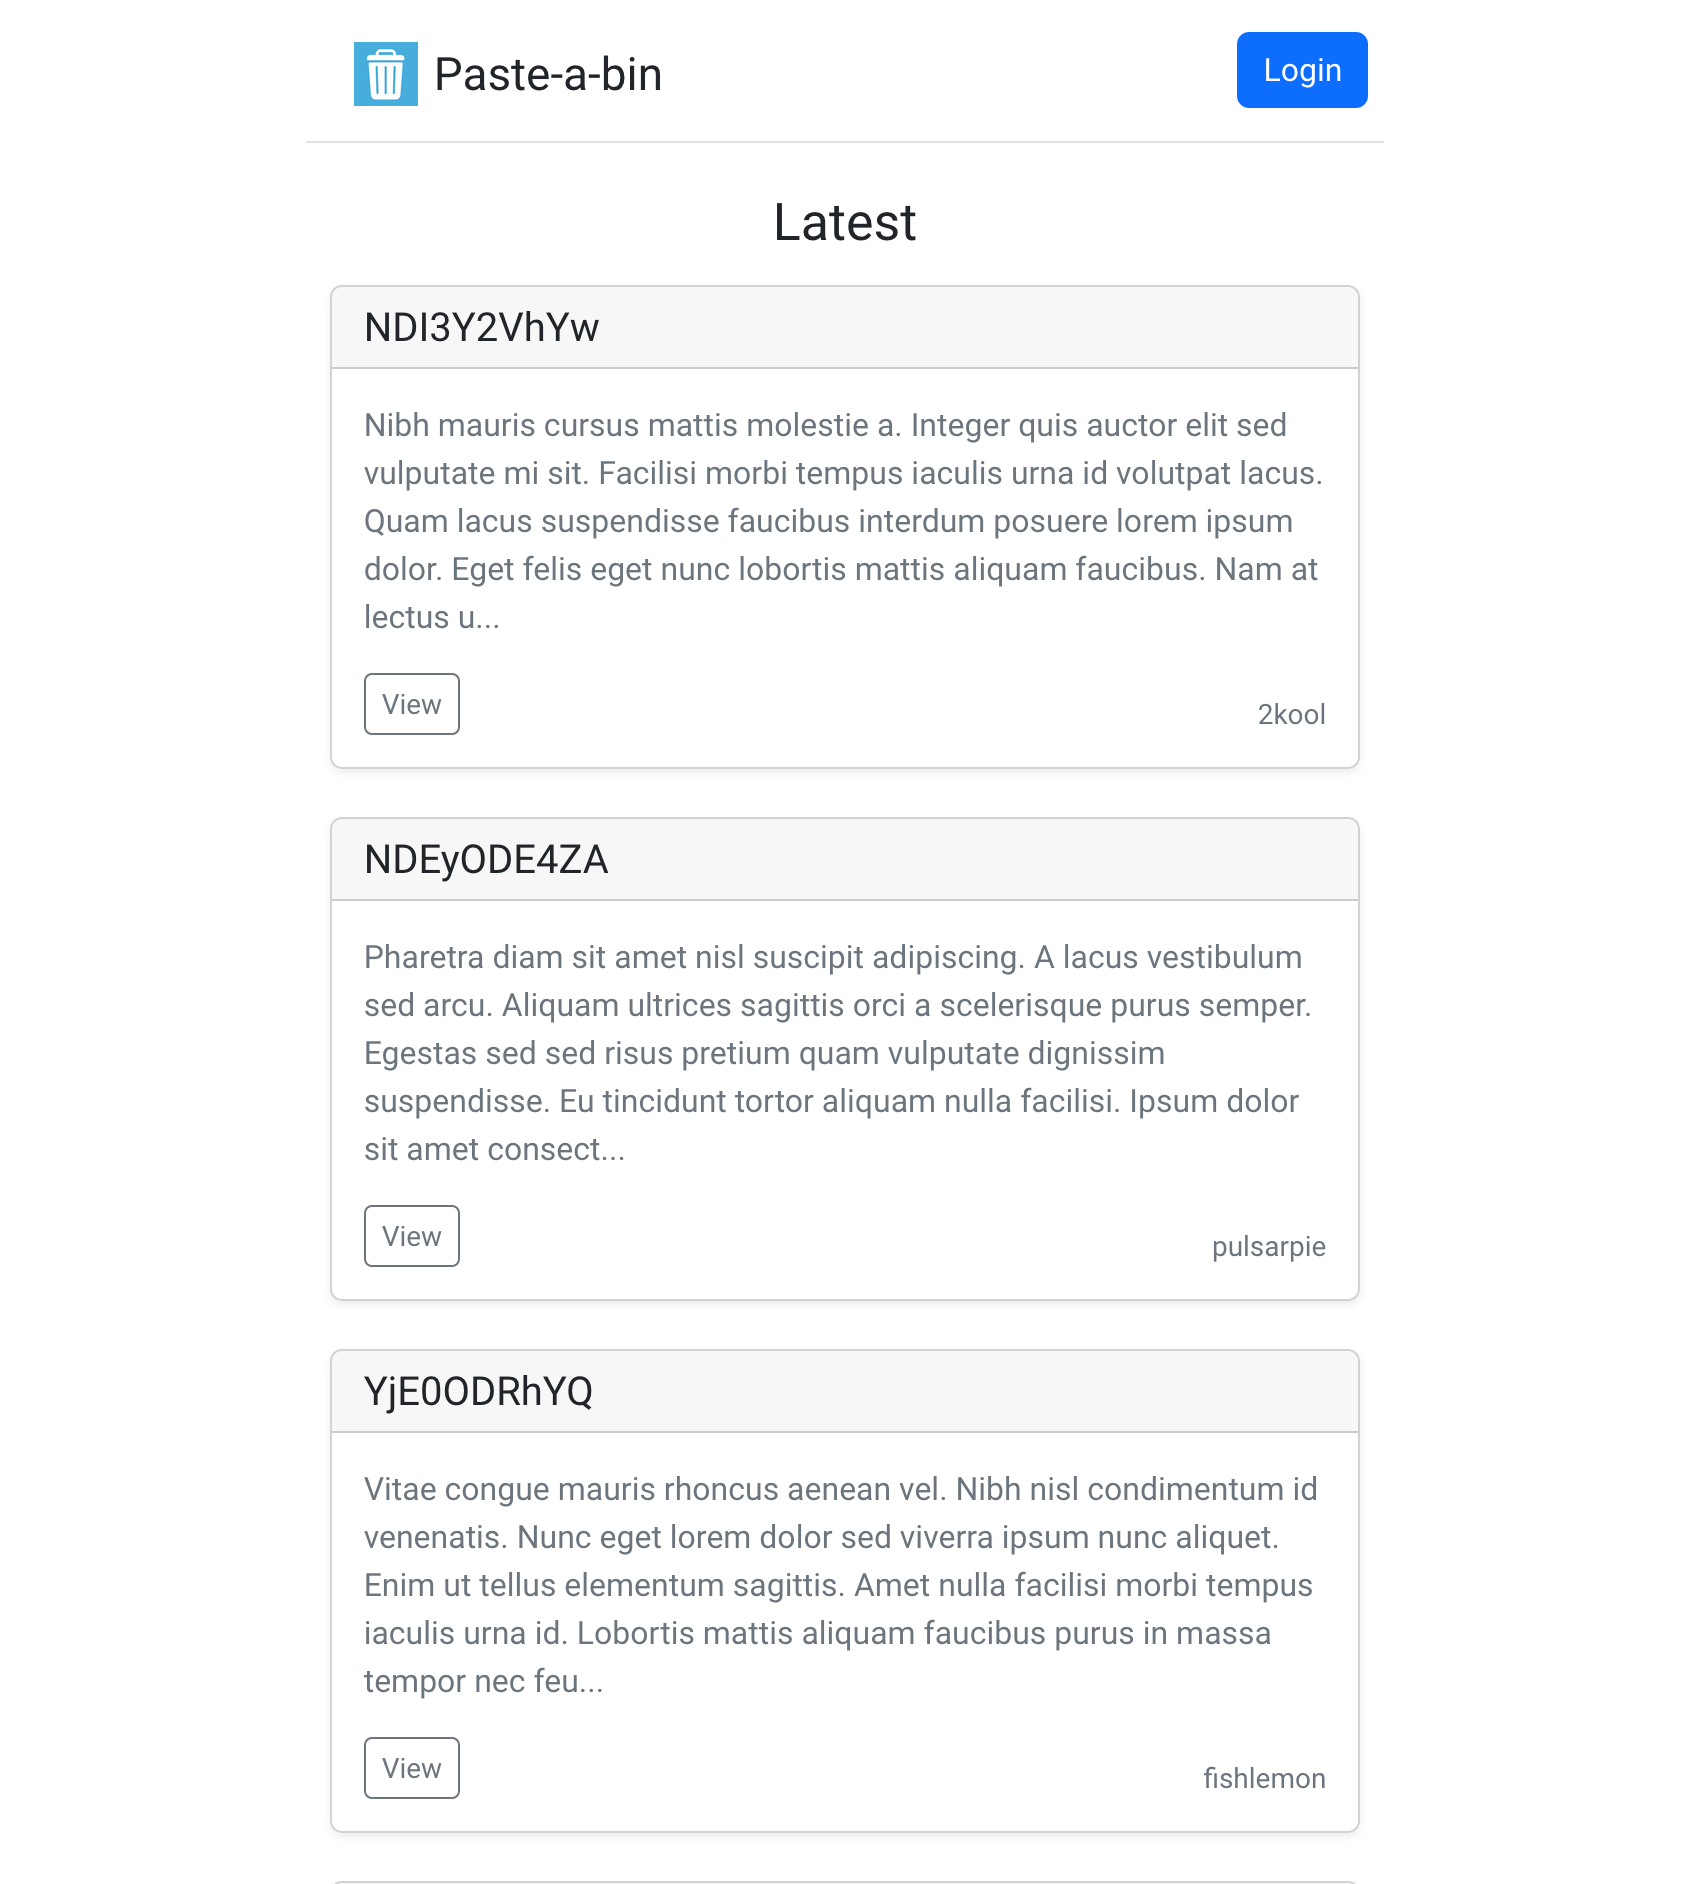 Paste-a-bin
Login
Latest
NDI3Y2VhYw
Nibh mauris cursus mattis molestie a. Integer quis auctor elit sed
vulputate mi sit. Facilisi morbi tempus iaculis urna id volutpat lacus.
Quam lacus suspendisse faucibus interdum posuere lorem ipsum
dolor. Eget felis eget nunc lobortis mattis aliquam faucibus. Nam at
lectus u...
View
2kool
NDEyODE4ZA
Pharetra diam sit amet nisl suscipit adipiscing. A lacus vestibulum
sed arcu. Aliquam ultrices sagittis orci a scelerisque purus semper.
Egestas sed sed risus pretium quam vulputate dignissim
suspendisse. Eu tincidunt tortor aliquam nulla facilisi. Ipsum dolor
sit amet consect...
View
pulsarpie
YjE0ODRhYQ
Vitae congue mauris rhoncus aenean vel. Nibh nisl condimentum id
venenatis. Nunc eget lorem dolor sed viverra ipsum nunc aliquet.
Enim ut tellus elementum sagittis. Amet nulla facilisi morbi tempus
iaculis urna id. Lobortis mattis aliquam faucibus purus in massa
tempor nec feu...
View
fishlemon